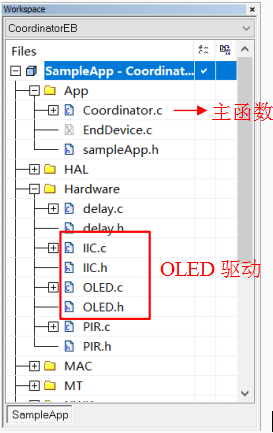 Workspace
CoordinatorEB
Files
SampleApp - Coordinat...
App
Coordinator.c
主函数
EndDevice.c
sampleApp.h
HAL
Hardware
delay.c
delay.h
IIC.c
IIC.h
OLED 驱动
OLED.c
OLED.h
PIR.c
PIR.h
MAC
MT
SampleApp